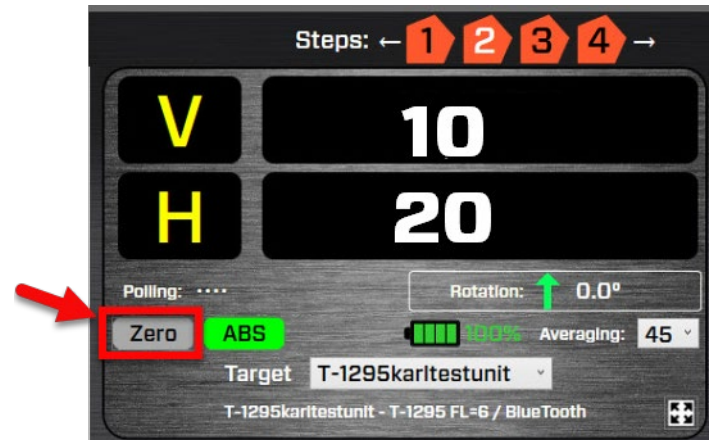 Steps: ← 1 2 3 4 →
V 10
H 20
Polling: ···· Rotation: 0.0°
Zero ABS 100% Averaging: 45
Target T-1295karltestunit
T-1295karltestunit - T-1295 FL=6 / BlueTooth